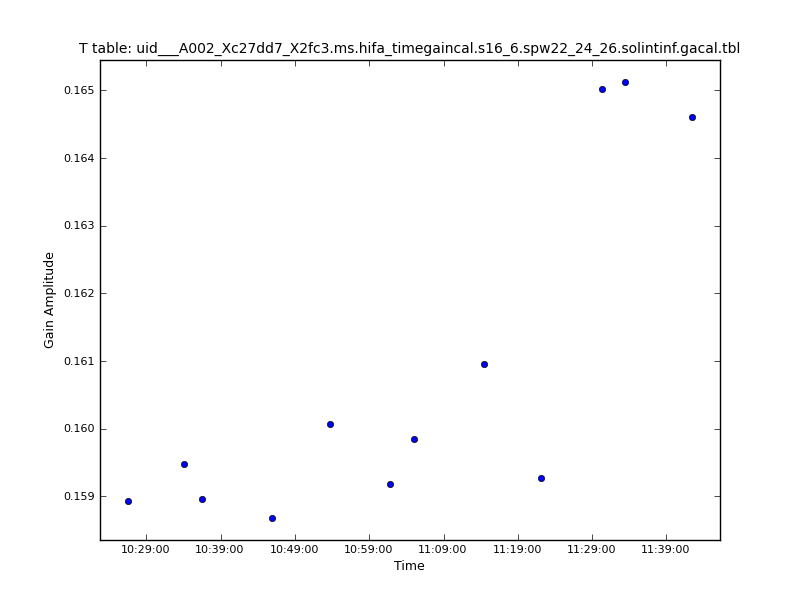 T table: uid___A002_Xc27dd7_X2fc3.ms.hifa_timegaincal.s16_6.spw22_24_26.solintinf.gacal.tbl
0.165
0.164
0.163
0.162
0.161
0.160
0.159
Gain Amplitude
10:29:00 10:39:00 10:49:00 10:59:00 11:09:00 11:19:00 11:29:00 11:39:00
Time